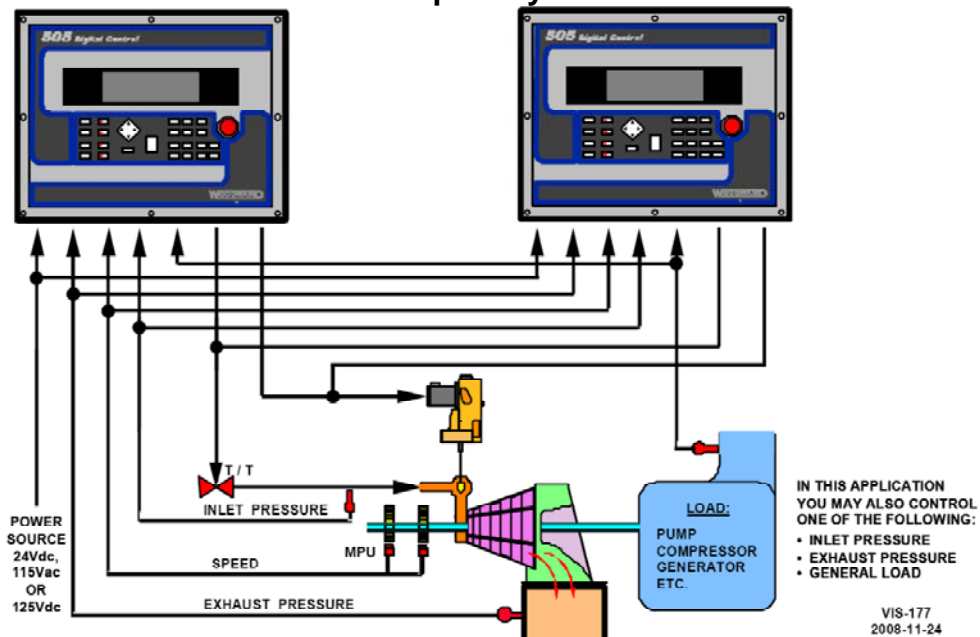 505 Digital Control
WOODWARD
505 Digital Control
WOODWARD
T / T
INLET PRESSURE
MPU
SPEED
EXHAUST PRESSURE
POWER
SOURCE
24Vdc,
115Vac
OR
125Vdc
LOAD:
PUMP
COMPRESSOR
GENERATOR
ETC.
IN THIS APPLICATION
YOU MAY ALSO CONTROL
ONE OF THE FOLLOWING:
• INLET PRESSURE
• EXHAUST PRESSURE
• GENERAL LOAD
VIS-177
2008-11-24